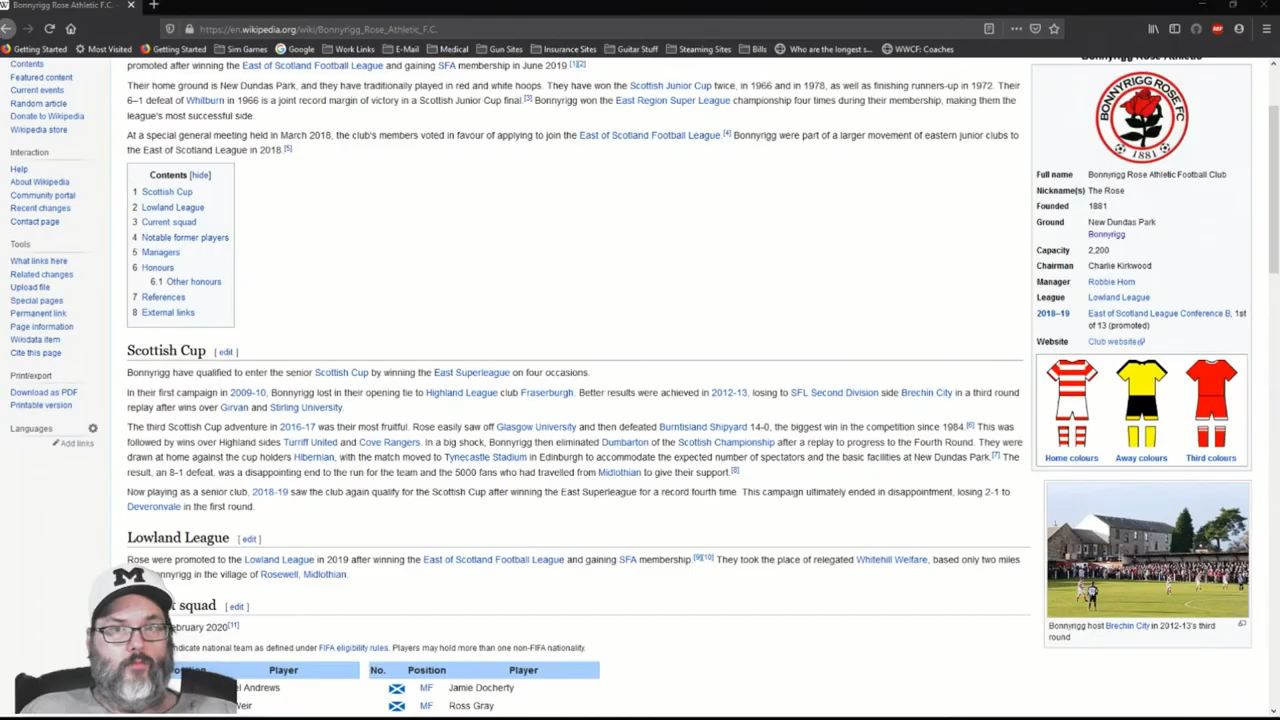 Bonnyrigg Rose Athletic F.C. -
https://en.wikipedia.org/wiki/Bonnyrigg_Rose_Athletic_F.C.
Getting Started Most Visited Getting Started Sim Games Google Work Links E-Mail Medical Gun Sites Insurance Sites Guitar Stuff Steaming Sites Bills Who are the longest s... WWCF: Coaches
Contents
Featured content
Current events
Random article
Donate to Wikipedia
Wikipedia store
Interaction
Help
About Wikipedia
Community portal
Recent changes
Contact page
Tools
What links here
Related changes
Upload file
Special pages
Permanent link
Page information
Wikidata item
Cite this page
Print/export
Download as PDF
Printable version
Languages
Add links
promoted after winning the East of Scotland Football League and gaining SFA membership in June 2019.[1][2]
Their home ground is New Dundas Park, and they have traditionally played in red and white hoops. They have won the Scottish Junior Cup twice, in 1966 and in 1978, as well as finishing runners-up in 1972. Their
6–1 defeat of Whitburn in 1966 is a joint record margin of victory in a Scottish Junior Cup final.[3] Bonnyrigg won the East Region Super League championship four times during their membership, making them the
league's most successful side.
At a special general meeting held in March 2018, the club's members voted in favour of applying to join the East of Scotland Football League.[4] Bonnyrigg were part of a larger movement of eastern junior clubs to
the East of Scotland League in 2018.[5]
Contents [hide]
1 Scottish Cup
2 Lowland League
3 Current squad
4 Notable former players
5 Managers
6 Honours
6.1 Other honours
7 References
8 External links
Scottish Cup [ edit ]
Bonnyrigg have qualified to enter the senior Scottish Cup by winning the East Superleague on four occasions.
In their first campaign in 2009-10, Bonnyrigg lost in their opening tie to Highland League club Fraserburgh. Better results were achieved in 2012-13, losing to SFL Second Division side Brechin City in a third round
replay after wins over Girvan and Stirling University.
The third Scottish Cup adventure in 2016-17 was their most fruitful. Rose easily saw off Glasgow University and then defeated Burntisland Shipyard 14-0, the biggest win in the competition since 1984.[6] This was
followed by wins over Highland sides Turriff United and Cove Rangers. In a big shock, Bonnyrigg then eliminated Dumbarton of the Scottish Championship after a replay to progress to the Fourth Round. They were
drawn at home against the cup holders Hibernian, with the match moved to Tynecastle Stadium in Edinburgh to accommodate the expected number of spectators and the basic facilities at New Dundas Park.[7] The
result, an 8-1 defeat, was a disappointing end to the run for the team and the 5000 fans who had travelled from Midlothian to give their support.[8]
Now playing as a senior club, 2018-19 saw the club again qualify for the Scottish Cup after winning the East Superleague for a record fourth time. This campaign ultimately ended in disappointment, losing 2-1 to
Deveronvale in the first round.
Lowland League [ edit ]
Rose were promoted to the Lowland League in 2019 after winning the East of Scotland Football League and gaining SFA membership.[9][10] They took the place of relegated Whitehill Welfare, based only two miles
onnyrigg in the village of Rosewell, Midlothian.
t squad [ edit ]
ebruary 2020[11]
ndicate national team as defined under FIFA eligibility rules. Players may hold more than one non-FIFA nationality.
Position Player No. Position Player
el Andrews MF Jamie Docherty
Weir MF Ross Gray
M
Bonnyrigg Rose Athletic
BONNYRIGG ROSE FC
1881
Full name Bonnyrigg Rose Athletic Football Club
Nickname(s) The Rose
Founded 1881
Ground New Dundas Park
Bonnyrigg
Capacity 2,200
Chairman Charlie Kirkwood
Manager Robbie Horn
League Lowland League
2018–19 East of Scotland League Conference B, 1st
of 13 (promoted)
Website Club website
Home colours Away colours Third colours
Bonnyrigg host Brechin City in 2012-13's third
round